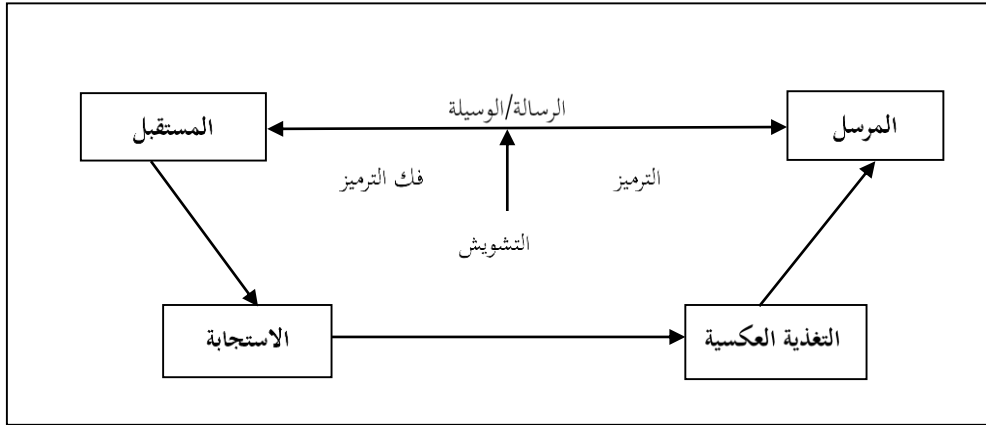 الرسالة/الوسيلة
المرسل
المستقبل
الترميز
فك الترميز
التشويش
التغذية العكسية
الاستجابة